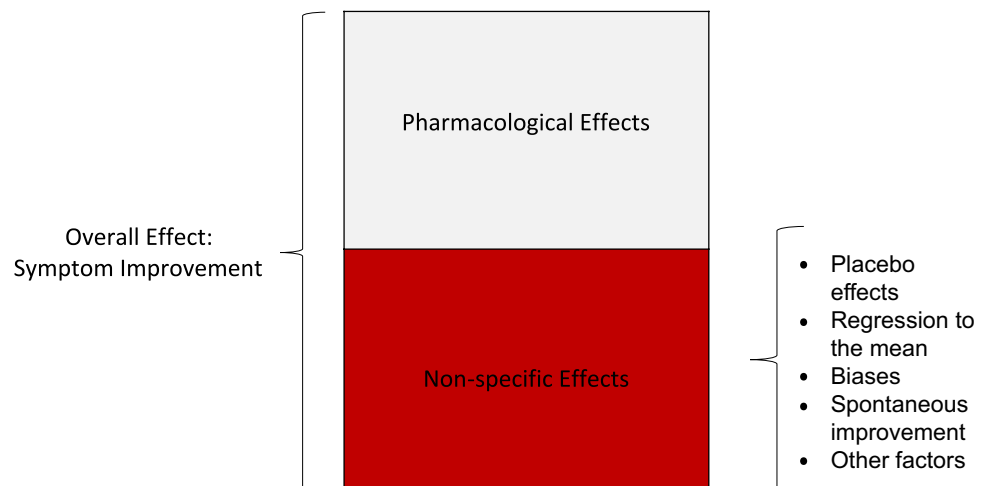 Pharmacological Effects
Overall Effect:
Symptom Improvement
Non-specific Effects
• Placebo
effects
• Regression to
the mean
• Biases
• Spontaneous
improvement
• Other factors